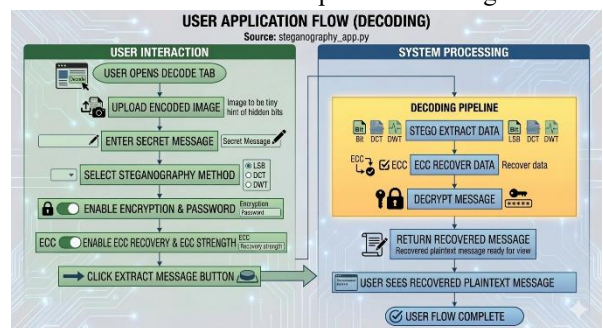 USER APPLICATION FLOW (DECODING)
Source: steganography_app.py
USER INTERACTION
Decode
USER OPENS DECODE TAB
UPLOAD ENCODED IMAGE
Image to be tiny
hint of hidden bits
ENTER SECRET MESSAGE
Secret Message
SELECT STEGANOGRAPHY METHOD
LSB
DCT
DWT
ENABLE ENCRYPTION & PASSWORD
Encryption
Password
ECC
ENABLE ECC RECOVERY & ECC STRENGTH
ECC
Recovery strength
CLICK EXTRACT MESSAGE BUTTON
SYSTEM PROCESSING
DECODING PIPELINE
Bit
Bit DCT DWT
STEGO EXTRACT DATA
Bit
LSB DCT DWT
ECC
ECC
ECC RECOVER DATA
Recover data
DECRYPT MESSAGE
RETURN RECOVERED MESSAGE
Recovered plaintext message ready for view
USER SEES RECOVERED PLAINTEXT MESSAGE
USER FLOW COMPLETE